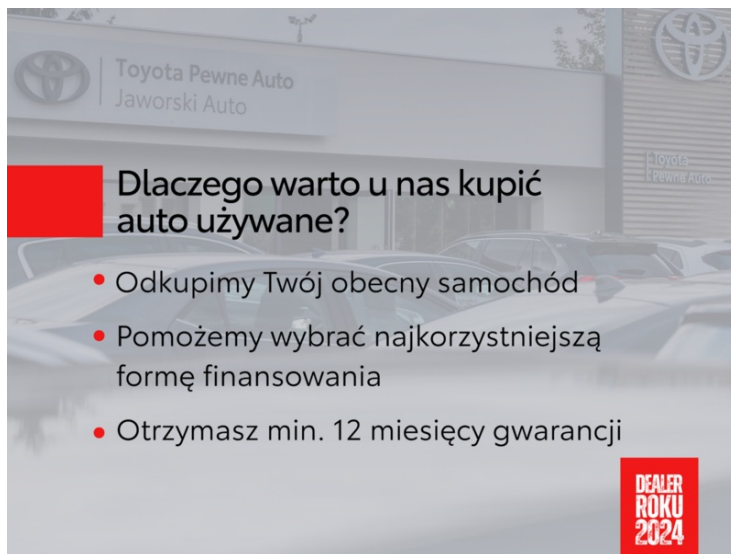 Toyota Pewne Auto
Jaworski Auto
Toyota
Pewne Auto
Dlaczego warto u nas kupić
auto używane?
Odkupimy Twój obecny samochód
Pomożemy wybrać najkorzystniejszą
formę finansowania
Otrzymasz min. 12 miesięcy gwarancji
DEALER
ROKU
2024